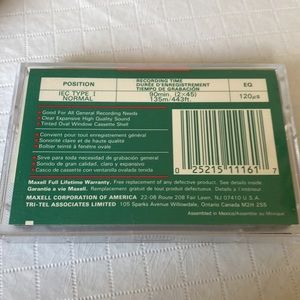 POSITION
RECORDING TIME
DURÉE D'ENREGISTREMENT
TIEMPO DE GRABACIÓN
EQ
IEC TYPE I
NORMAL
90min. (2×45)
135m/443ft.
120μs
Good For All General Recording Needs
Clear Expansive High Quality Sound
Tinted Oval Window Cassette Shell
Convient pour tout enregistrement général
Sonorité claire et de haute qualité
Boîtier teinté à fenêtre ovale
Sirve para toda necesidad de grabación general
Sonido de gran calidad, claro y expansivo
Casco de cassette con ventanilla ovalada tenida
0 25215 11161 7
Maxell Full Lifetime Warranty. Free replacement of any defective product. See details inside.
Garantie a vie Maxell. Remplacement gratuit de tout produit défectueux. Détails à l'intérieur.
MAXELL CORPORATION OF AMERICA 22-08 Route 208 Fair Lawn, NJ 07410 U.S.A.
TRI-TEL ASSOCIATES LIMITED 105 Sparks Avenue Willowdale, Ontario Canada M2H 2S5
Assembled in Mexico/Assemblé au Mexique